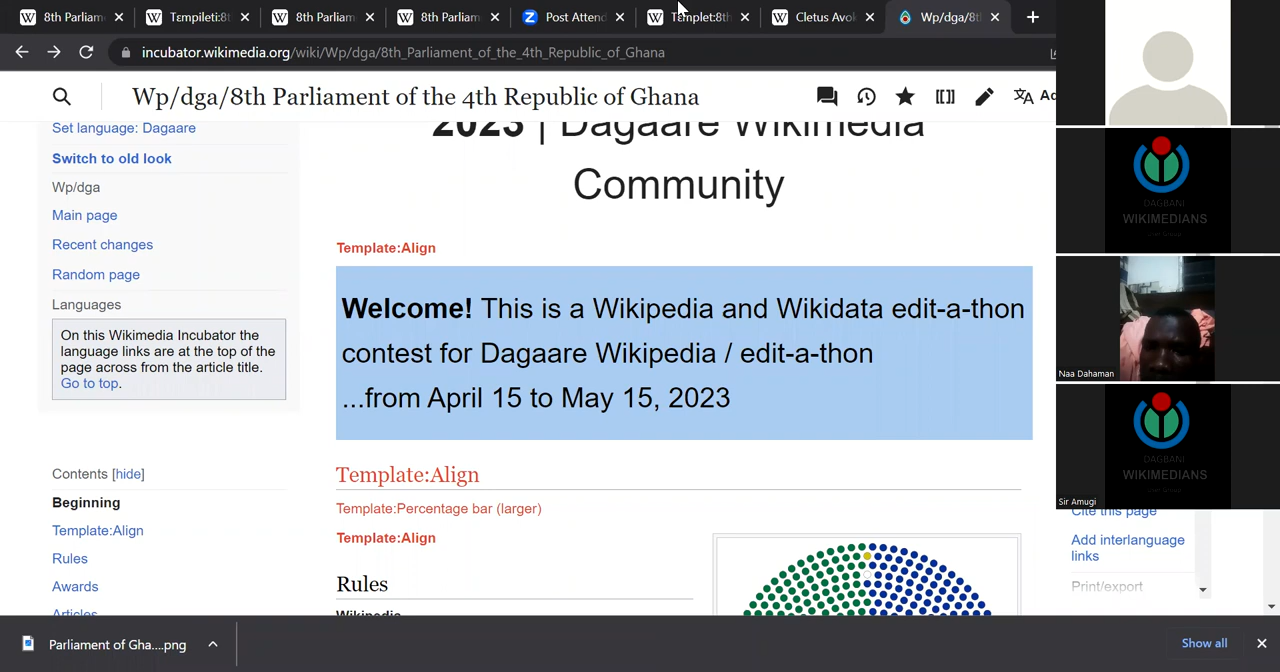 8th Parliam
Tɛmpileti:8t
8th Parliam
8th Parliam
Post Attend
Tɛmplet:8th
Cletus Avok
Wp/dga/8t
incubator.wikimedia.org/wiki/Wp/dga/8th_Parliament_of_the_4th_Republic_of_Ghana
Wp/dga/8th Parliament of the 4th Republic of Ghana
Set language: Dagaare
Switch to old look
Wp/dga
Main page
Recent changes
Random page
Languages
On this Wikimedia Incubator the
language links are at the top of the
page across from the article title.
Go to top.
Contents [hide]
Beginning
Template:Align
Rules
Awards
Articles
2023 | Dagaare Wikimedia
Community
Template:Align
Welcome! This is a Wikipedia and Wikidata edit-a-thon
contest for Dagaare Wikipedia / edit-a-thon
...from April 15 to May 15, 2023
Template:Align
Template:Percentage bar (larger)
Template:Align
Rules
Wikipedia
DAGBANI
WIKIMEDIANS
Naa Dahaman
DAGBANI
WIKIMEDIANS
Sir Amugi
Cite this page
Add interlanguage
links
Print/export
Parliament of Gha....png
Show all